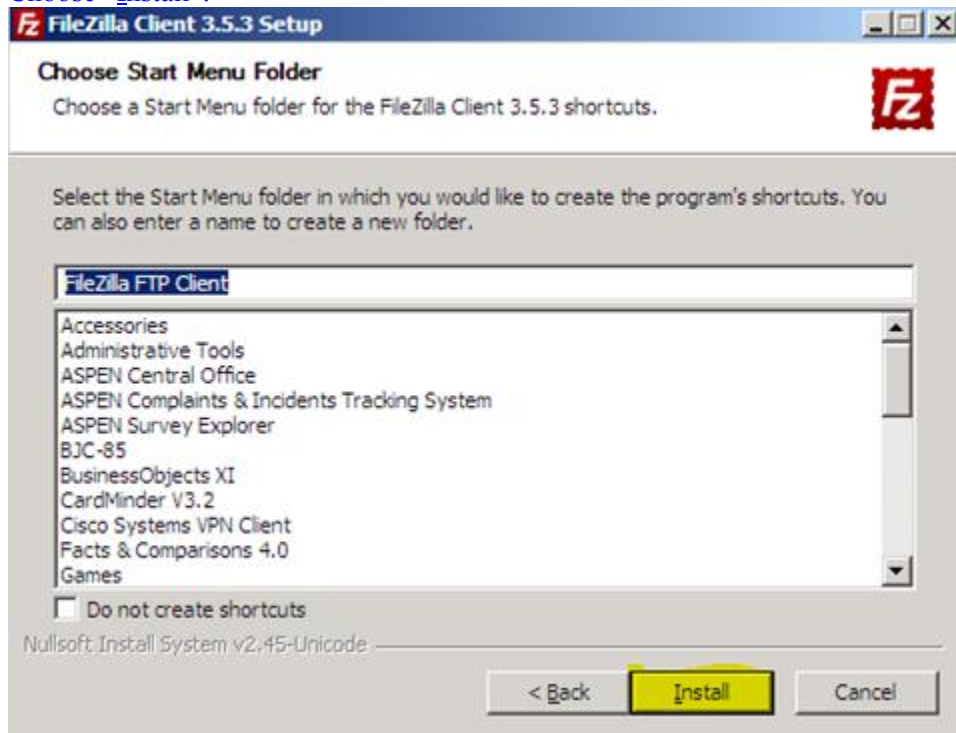 Choose "Install".
FZ FileZilla Client 3.5.3 Setup
Choose Start Menu Folder
Choose a Start Menu folder for the FileZilla Client 3.5.3 shortcuts.
FZ
Select the Start Menu folder in which you would like to create the program's shortcuts. You
can also enter a name to create a new folder.
FileZilla FTP Client
Accessories
Administrative Tools
ASPEN Central Office
ASPEN Complaints & Incidents Tracking System
ASPEN Survey Explorer
BJC-85
BusinessObjects XI
CardMinder V3.2
Cisco Systems VPN Client
Facts & Comparisons 4.0
Games
Do not create shortcuts
Nullsoft Install System v2.45-Unicode
< Back Install Cancel